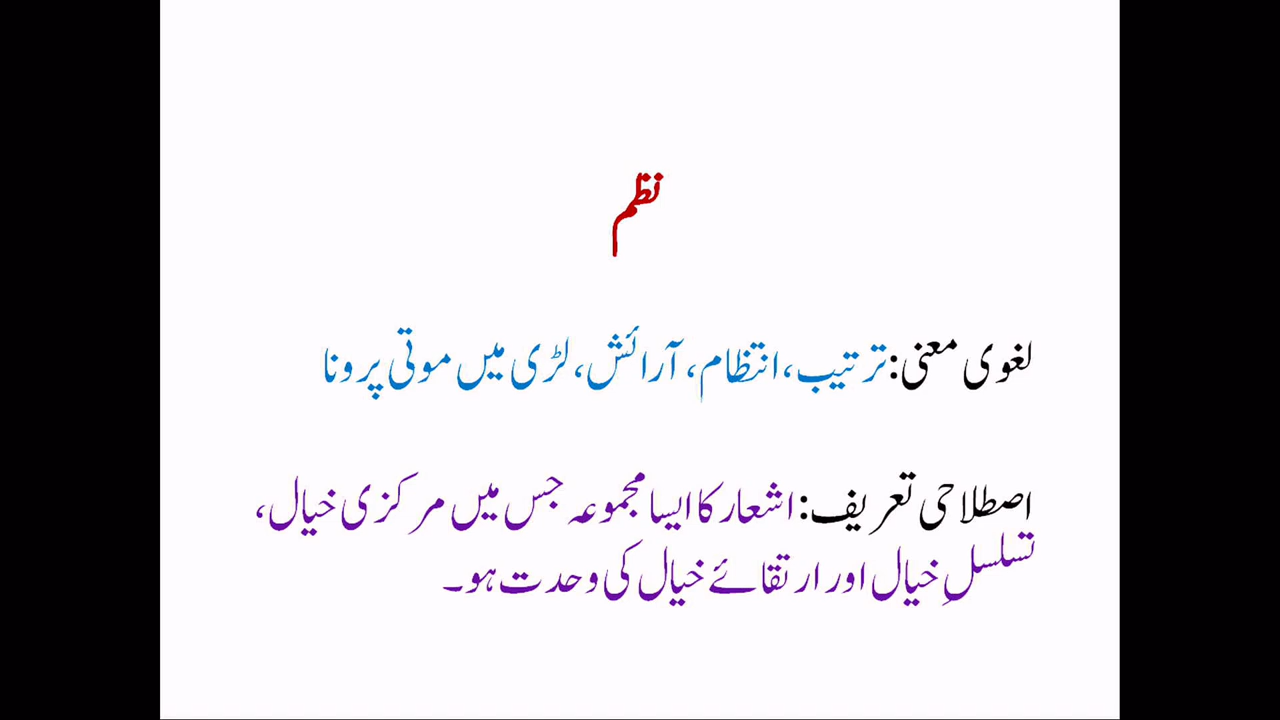 نظم
لغوی معنی: ترتیب، انتظام، آرائش، لڑی میں موتی پرونا
اصطلاحی تعریف: اشعار کا ایسا مجموعہ جس میں مرکزی خیال،
تسلسلِ خیال اور ارتقائے خیال کی وحدت ہو۔